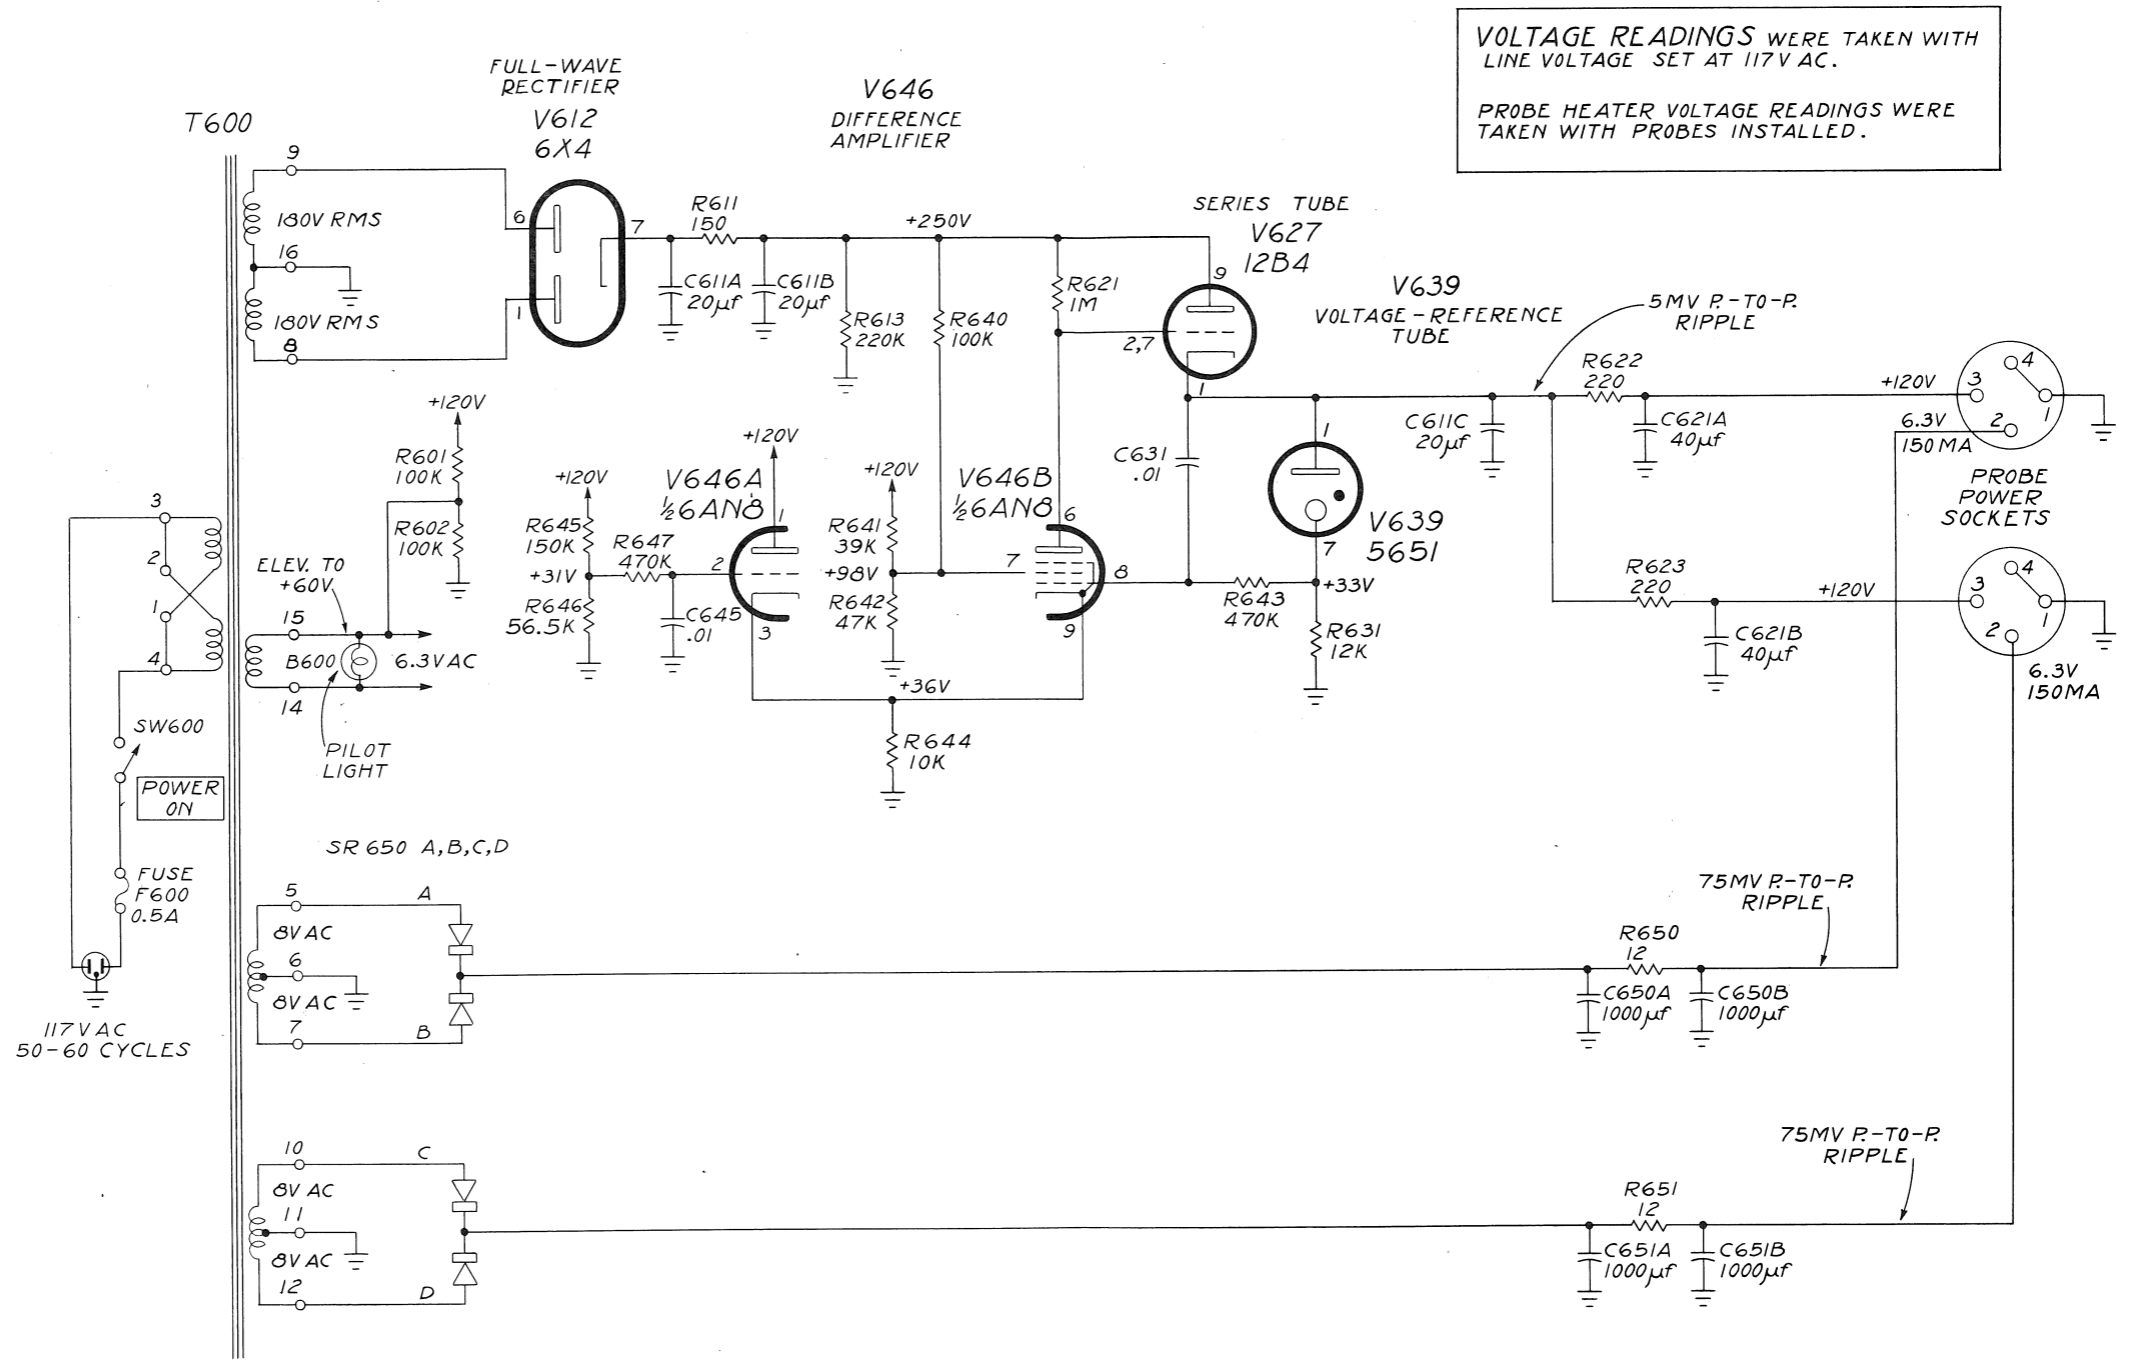 VOLTAGE READINGS WERE TAKEN WITH
LINE VOLTAGE SET AT 117V AC.
PROBE HEATER VOLTAGE READINGS WERE
TAKEN WITH PROBES INSTALLED.
T600
FULL-WAVE
RECTIFIER
V612
6X4
V646
DIFFERENCE
AMPLIFIER
9
180V RMS
16
180V RMS
8
6
1
7
R611
150
C611A
20μf
C611B
20μf
+250V
R613
220K
R640
100K
R621
1M
SERIES TUBE
V627
12B4
9
2,7
1
V639
VOLTAGE-REFERENCE
TUBE
5MV P.-TO-P.
RIPPLE
R622
220
C611C
20μf
C621A
40μf
+120V
6.3V
150MA
3
4
2
1
PROBE
POWER
SOCKETS
+120V
R601
100K
R602
100K
3
2
1
4
ELEV. TO
+60V
15
B600
6.3VAC
14
PILOT
LIGHT
SW600
POWER
ON
FUSE
F600
0.5A
117VAC
50-60 CYCLES
+120V
R645
150K
+31V
R646
56.5K
R647
470K
C645
.01
+120V
V646A
½6AN8
1
2
3
+120V
R641
39K
+98V
R642
47K
+36V
R644
10K
V646B
½6AN8
6
7
8
9
C631
.01
R643
470K
1
V639
5651
7
+33V
R631
12K
R623
220
C621B
40μf
+120V
3
4
2
1
6.3V
150MA
SR650 A,B,C,D
5
8VAC
6
8VAC
7
A
B
75MV P.-TO-P.
RIPPLE
R650
12
C650A
1000μf
C650B
1000μf
10
8V AC
11
8V AC
12
C
D
75MV P.-TO-P.
RIPPLE
R651
12
C651A
1000μf
C651B
1000μf